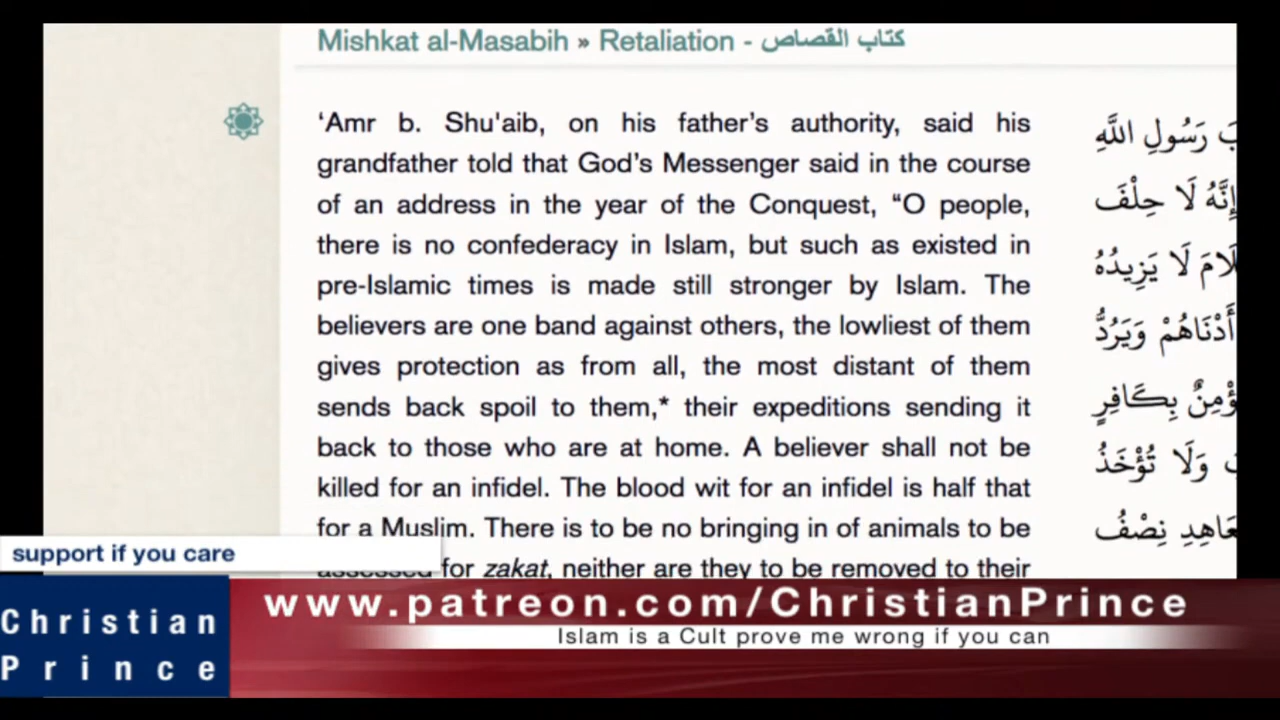 Mishkat al-Masabih » Retaliation - كتاب القصاص
‘Amr b. Shu'aib, on his father’s authority, said his
grandfather told that God’s Messenger said in the course
of an address in the year of the Conquest, “O people,
there is no confederacy in Islam, but such as existed in
pre-Islamic times is made still stronger by Islam. The
believers are one band against others, the lowliest of them
gives protection as from all, the most distant of them
sends back spoil to them,* their expeditions sending it
back to those who are at home. A believer shall not be
killed for an infidel. The blood wit for an infidel is half that
for a Muslim. There is to be no bringing in of animals to be
assessed for zakat, neither are they to be removed to their
رَسُولِ اللَّهِ
إِنَّهُ لَا حِلْفَ
لَا يَزِيدُهُ
أَدْنَاهُمْ وَيَرُدُّ
بِكَافِرٍ
وَلَا تُؤْخَذُ
نِصْفُ
support if you care
Christian
Prince
www.patreon.com/ChristianPrince
Islam is a Cult prove me wrong if you can